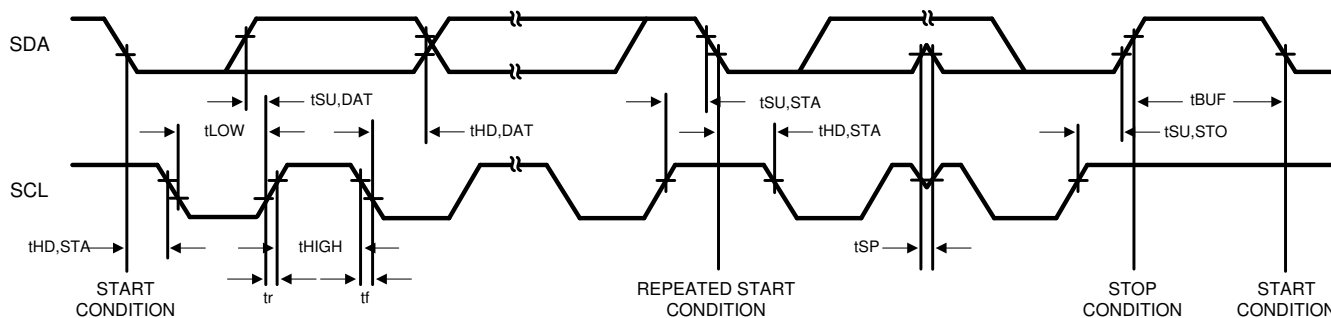 SDA
tSU,DAT
tSU,STA
tBUF
tLOW
tHD,DAT
tHD,STA
tSU,STO
SCL
tHD,STA
tHIGH
tSP
tr
tf
START
CONDITION
REPEATED START
CONDITION
STOP
CONDITION
START
CONDITION